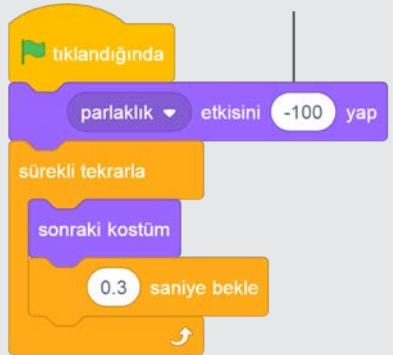 tıklandığında
parlaklık etkisini -100 yap
sürekli tekrarla
sonraki kostüm
0.3 saniye bekle